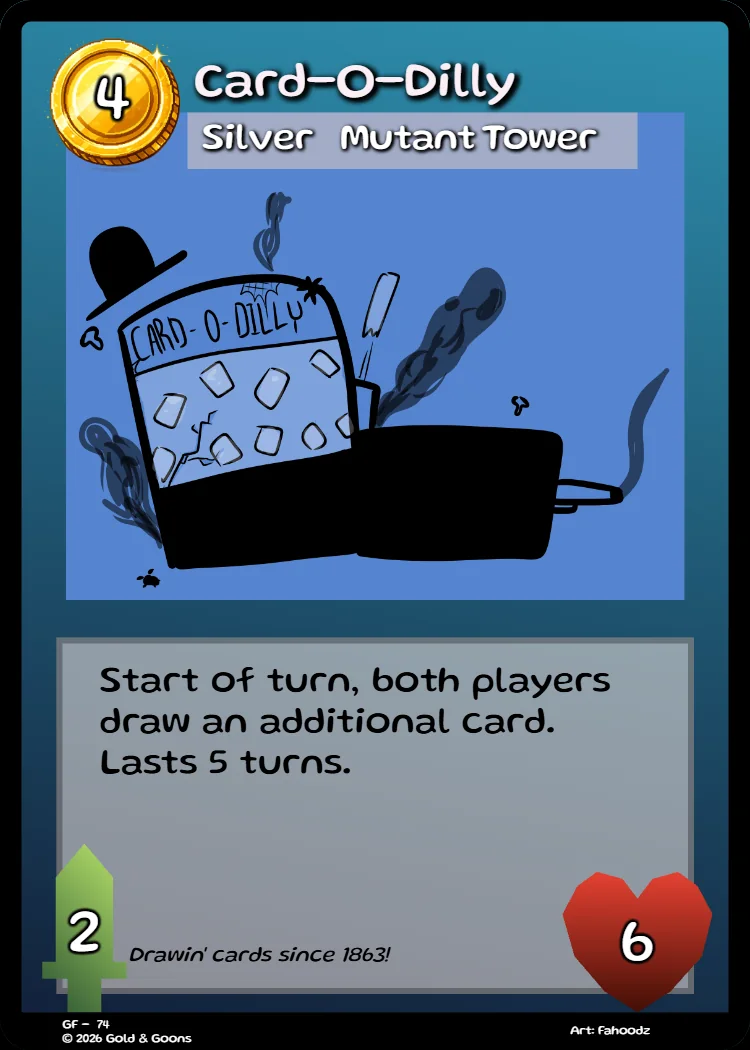 4
Card-O-Dilly
Silver Mutant Tower
CARD-O-DILLY
Start of turn, both players
draw an additional card.
Lasts 5 turns.
2
Drawin' cards since 1863!
6
GF - 74
© 2026 Gold & Goons
Art: Fahoodz